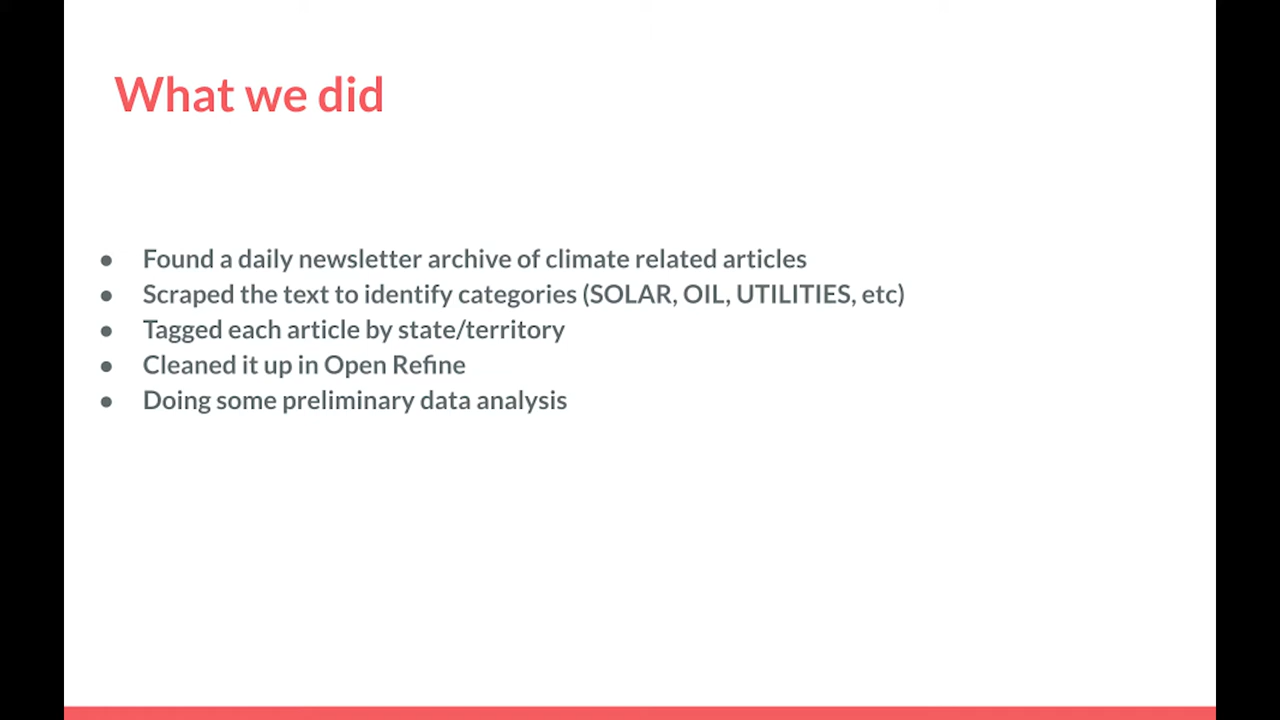 What we did
● Found a daily newsletter archive of climate related articles
● Scraped the text to identify categories (SOLAR, OIL, UTILITIES, etc)
● Tagged each article by state/territory
● Cleaned it up in Open Refine
● Doing some preliminary data analysis